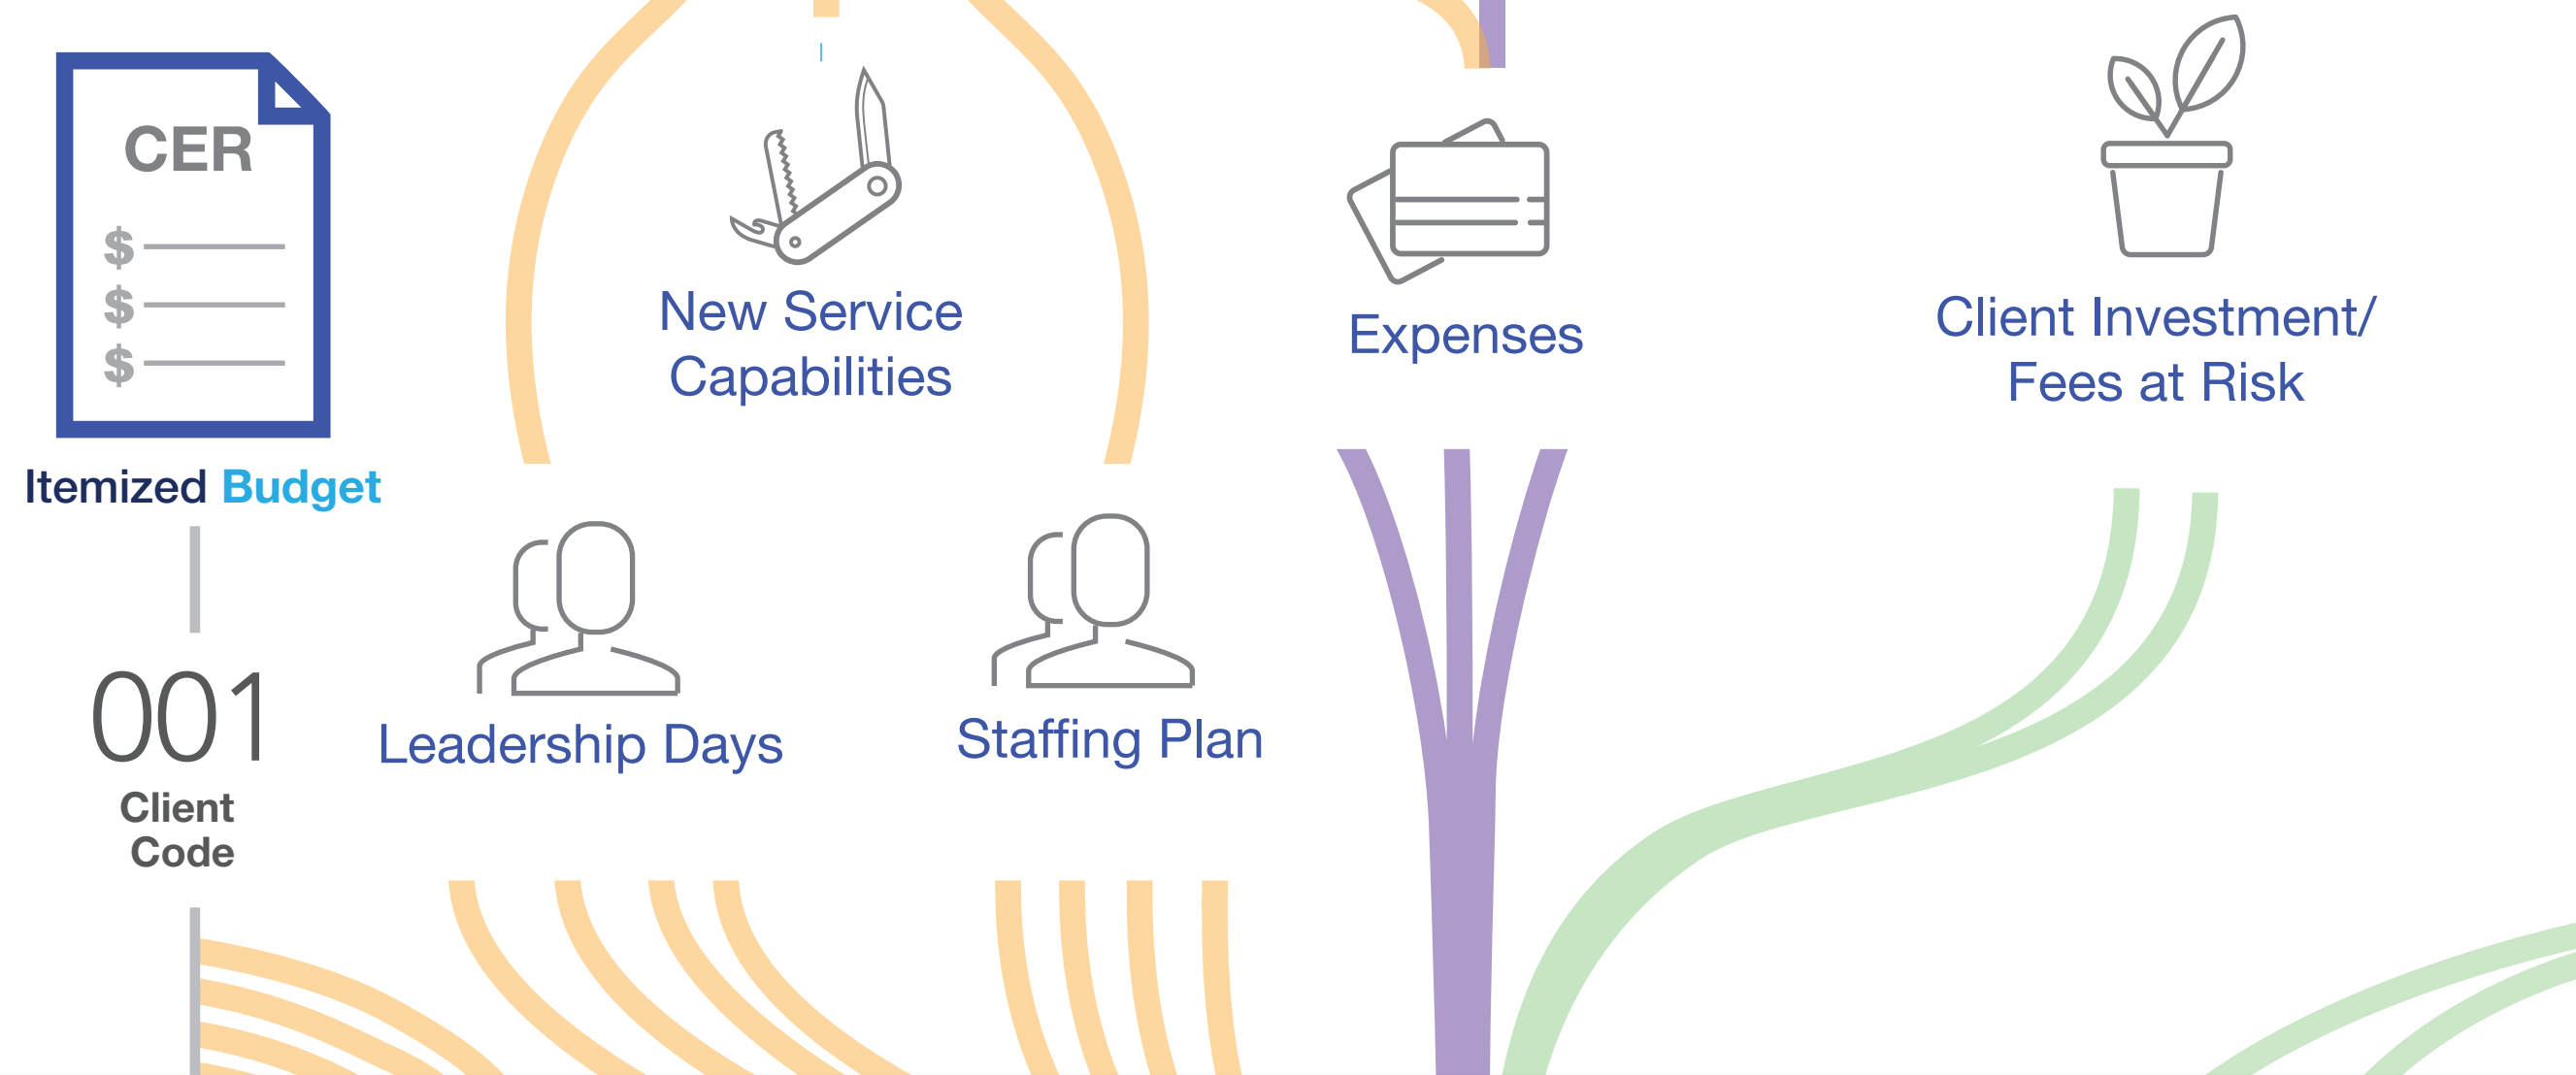 CER
$
$
$
Itemized Budget
001
Client
Code
New Service
Capabilities
Leadership Days
Staffing Plan
Expenses
Client Investment/
Fees at Risk